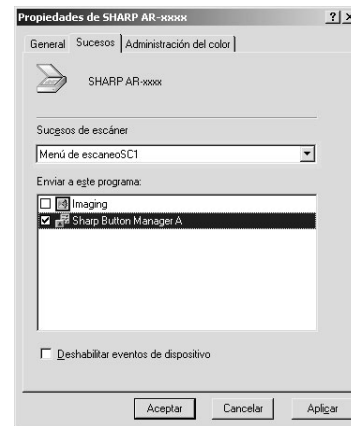 Propiedades de SHARP AR-xxxx
General Sucesos Administración del color
SHARP AR-xxxx
Sucesos de escáner
Menú de escaneoSC1
Enviar a este programa:
Imaging
Sharp Button Manager A
Deshabilitar eventos de dispositivo
Aceptar Cancelar Aplicar